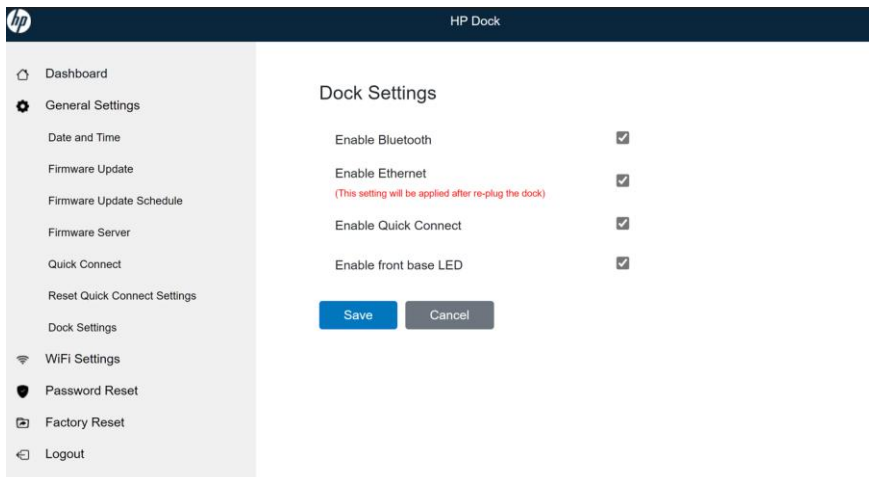 hp
HP Dock
Dashboard
General Settings
Date and Time
Firmware Update
Firmware Update Schedule
Firmware Server
Quick Connect
Reset Quick Connect Settings
Dock Settings
WiFi Settings
Password Reset
Factory Reset
Logout
Dock Settings
Enable Bluetooth
Enable Ethernet
(This setting will be applied after re-plug the dock)
Enable Quick Connect
Enable front base LED
Save Cancel